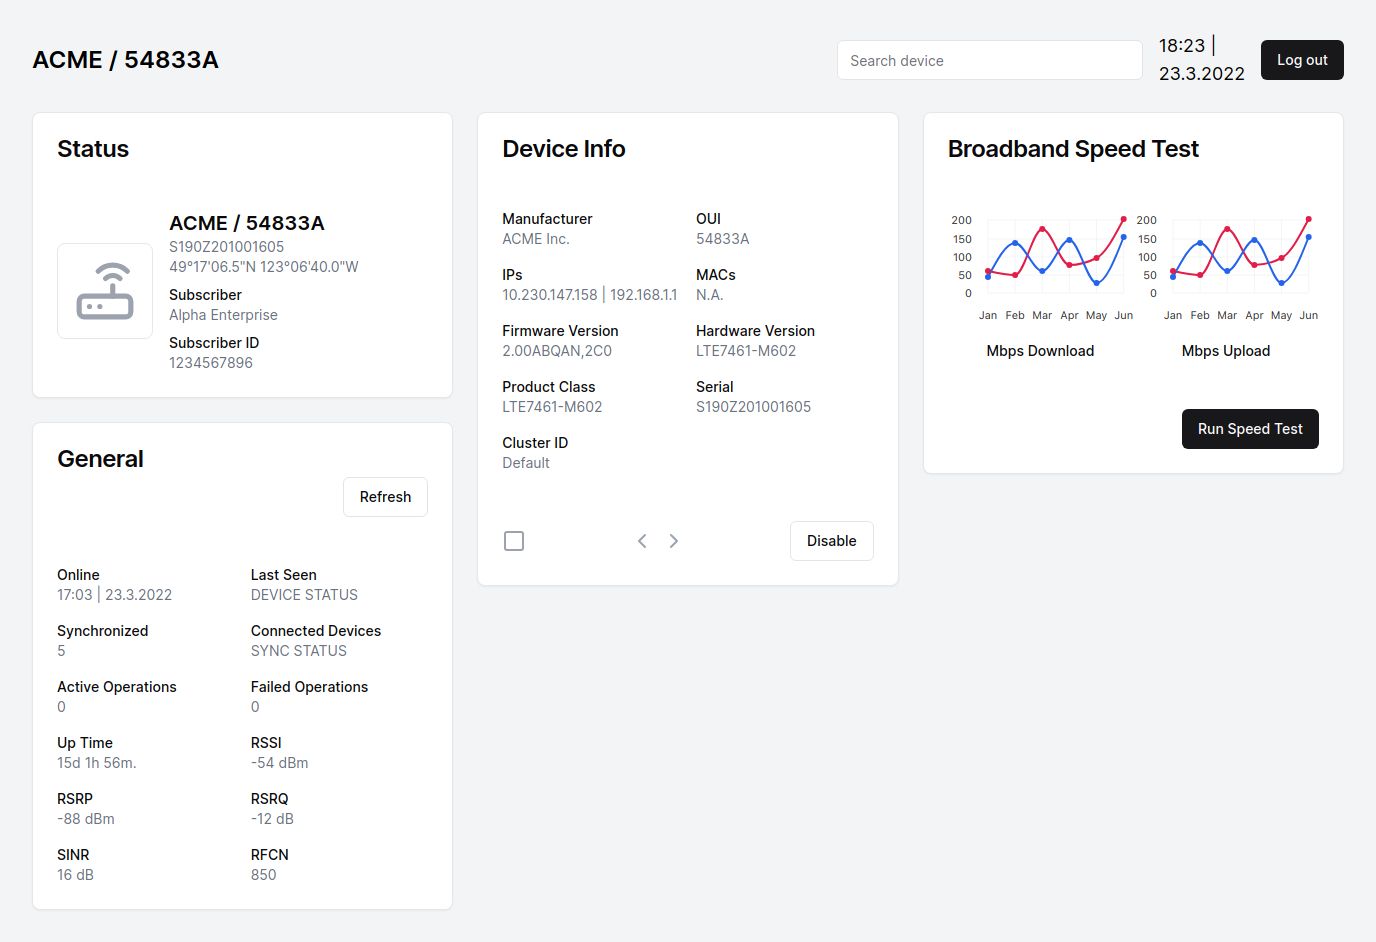 ACME / 54833A
Search device
18:23 |
23.3.2022
Log out
Status
ACME / 54833A
S190Z201001605
49°17'06.5"N 123°06'40.0"W
Subscriber
Alpha Enterprise
Subscriber ID
1234567896
General
Refresh
Online
17:03 | 23.3.2022
Last Seen
DEVICE STATUS
Synchronized
5
Connected Devices
SYNC STATUS
Active Operations
0
Failed Operations
0
Up Time
15d 1h 56m.
RSSI
-54 dBm
RSRP
-88 dBm
RSRQ
-12 dB
SINR
16 dB
RFCN
850
Device Info
Manufacturer
ACME Inc.
OUI
54833A
IPs
10.230.147.158 | 192.168.1.1
MACs
N.A.
Firmware Version
2.00ABQAN,2C0
Hardware Version
LTE7461-M602
Product Class
LTE7461-M602
Serial
S190Z201001605
Cluster ID
Default
Disable
Broadband Speed Test
200
150
100
50
0
Jan Feb Mar Apr May Jun
Mbps Download
200
150
100
50
0
Jan Feb Mar Apr May Jun
Mbps Upload
Run Speed Test